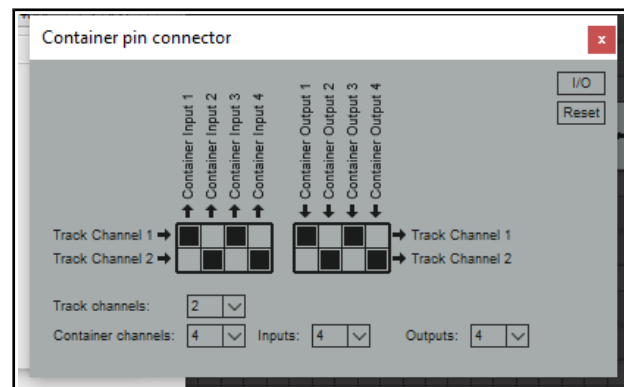 Container pin connector
x
I/O
Reset
Container Input 1
Container Input 2
Container Input 3
Container Input 4
Container Output 1
Container Output 2
Container Output 3
Container Output 4
Track Channel 1
Track Channel 1
Track Channel 2
Track Channel 2
Track channels: 2
Container channels: 4 Inputs: 4 Outputs: 4